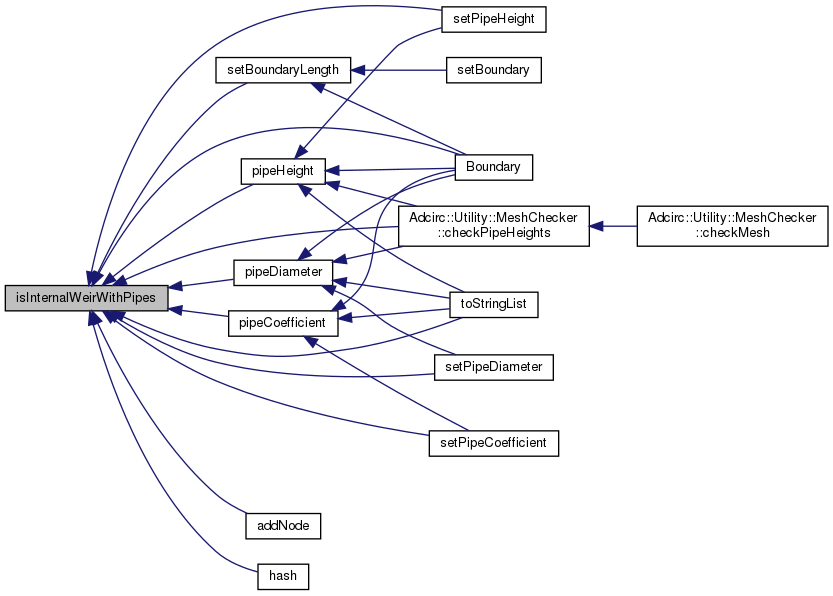 setPipeHeight
setBoundaryLength
setBoundary
pipeHeight
Boundary
Adcirc::Utility::MeshChecker
::checkPipeHeights
Adcirc::Utility::MeshChecker
::checkMesh
pipeDiameter
isInternalWeirWithPipes
toStringList
pipeCoefficient
setPipeDiameter
setPipeCoefficient
addNode
hash